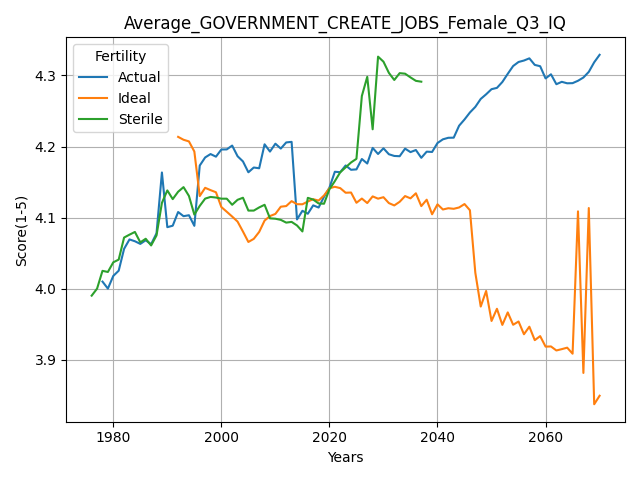 Average_GOVERNMENT_CREATE_JOBS_Female_Q3_IQ
Fertility
Actual
Ideal
Sterile
Score(1-5)
4.3
4.2
4.1
4.0
3.9
1980 2000 2020 2040 2060
Years